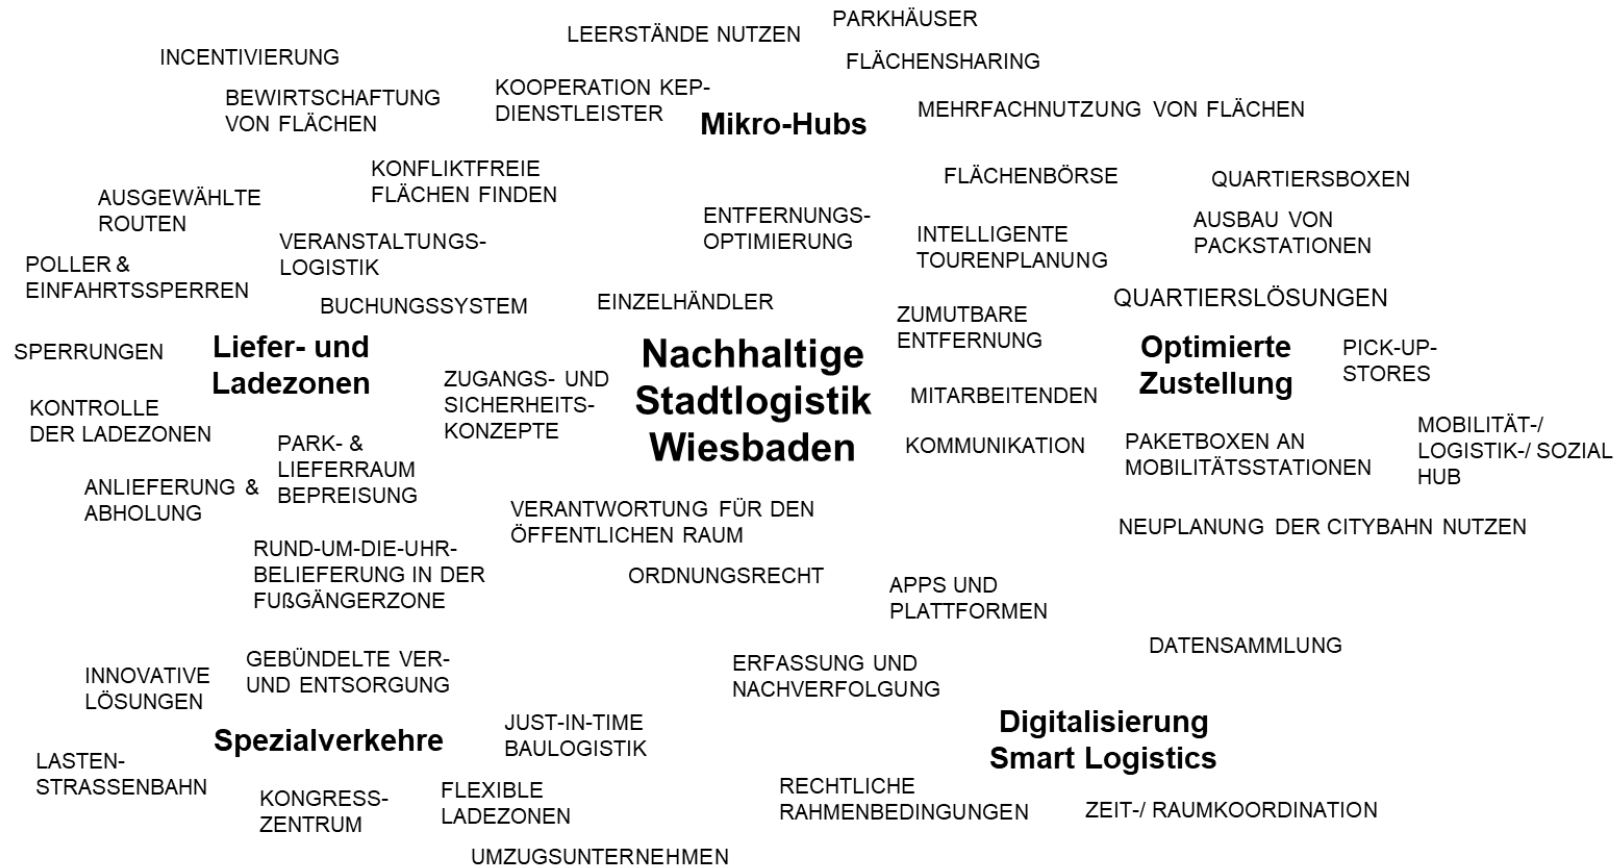 PARKHÄUSER
LEERSTÄNDE NUTZEN
INCENTIVIERUNG
FLÄCHENSHARING
BEWIRTSCHAFTUNG
VON FLÄCHEN
KOOPERATION KEP-
DIENSTLEISTER
Mikro-Hubs
MEHRFACHNUTZUNG VON FLÄCHEN
KONFLIKTFREIE
FLÄCHEN FINDEN
FLÄCHENBÖRSE
QUARTIERSBOXEN
AUSGEWÄHLTE
ROUTEN
ENTFERNUNGS-
OPTIMIERUNG
AUSBAU VON
PACKSTATIONEN
VERANSTALTUNGS-
LOGISTIK
INTELLIGENTE
TOURENPLANUNG
POLLER &
EINFAHRTSSPERREN
BUCHUNGSSYSTEM
EINZELHÄNDLER
QUARTIERSLÖSUNGEN
ZUMUTBARE
ENTFERNUNG
SPERRUNGEN
Liefer- und
Ladezonen
Nachhaltige
Stadtlogistik
Wiesbaden
Optimierte
Zustellung
PICK-UP-
STORES
ZUGANGS- UND
SICHERHEITS-
KONZEPTE
MITARBEITENDEN
KONTROLLE
DER LADEZONEN
PARK- &
LIEFERRAUM
BEPREISUNG
KOMMUNIKATION
PAKETBOXEN AN
MOBILITÄTSSTATIONEN
MOBILITÄT-/
LOGISTIK-/ SOZIAL
HUB
ANLIEFERUNG &
ABHOLUNG
VERANTWORTUNG FÜR DEN
ÖFFENTLICHEN RAUM
NEUPLANUNG DER CITYBAHN NUTZEN
RUND-UM-DIE-UHR-
BELIEFERUNG IN DER
FUßGÄNGERZONE
ORDNUNGSRECHT
APPS UND
PLATTFORMEN
DATENSAMMLUNG
GEBÜNDELTE VER-
UND ENTSORGUNG
ERFASSUNG UND
NACHVERFOLGUNG
INNOVATIVE
LÖSUNGEN
Spezialverkehre
JUST-IN-TIME
BAULOGISTIK
Digitalisierung
Smart Logistics
LASTEN-
STRASSENBAHN
KONGRESS-
ZENTRUM
FLEXIBLE
LADEZONEN
RECHTLICHE
RAHMENBEDINGUNGEN
ZEIT-/ RAUMKOORDINATION
UMZUGSUNTERNEHMEN